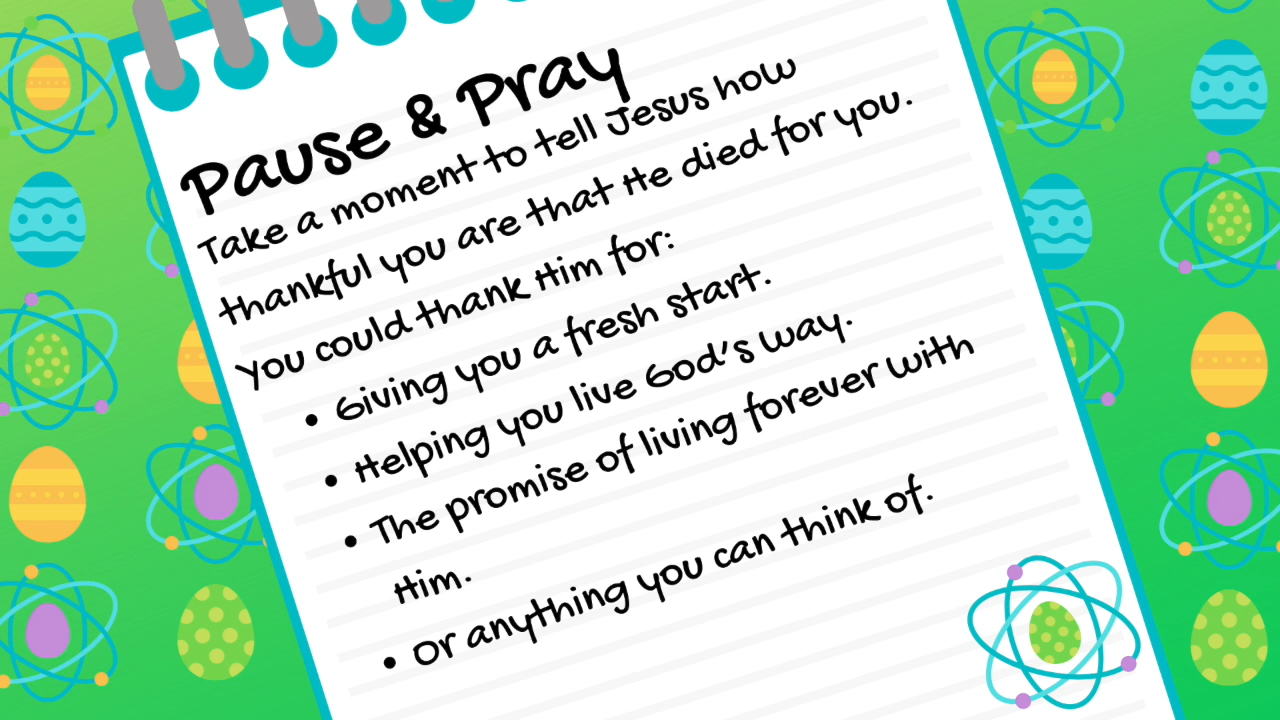 Pause & Pray
Take a moment to tell Jesus how
thankful you are that He died for you.
You could thank Him for:
• Giving you a fresh start.
• Helping you live God's way.
• The promise of living forever with
Him.
• Or anything you can think of.